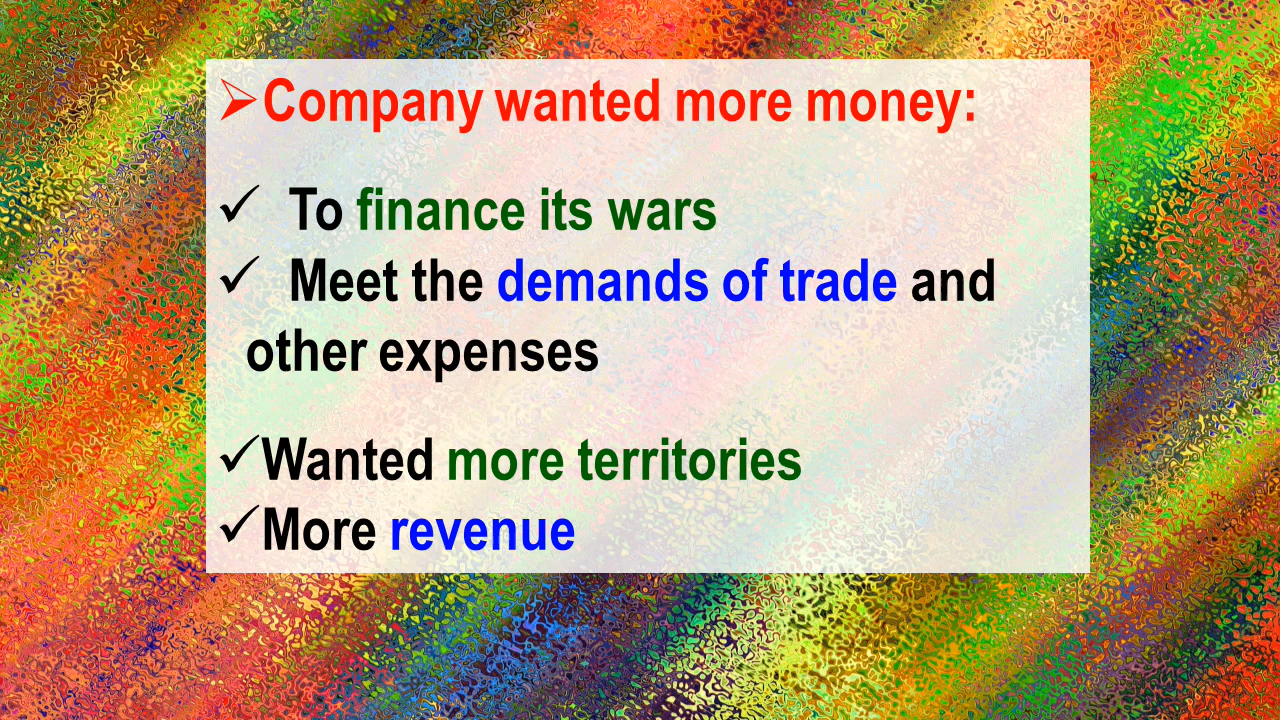 ➢Company wanted more money:
✓ To finance its wars
✓ Meet the demands of trade and
other expenses
✓Wanted more territories
✓More revenue